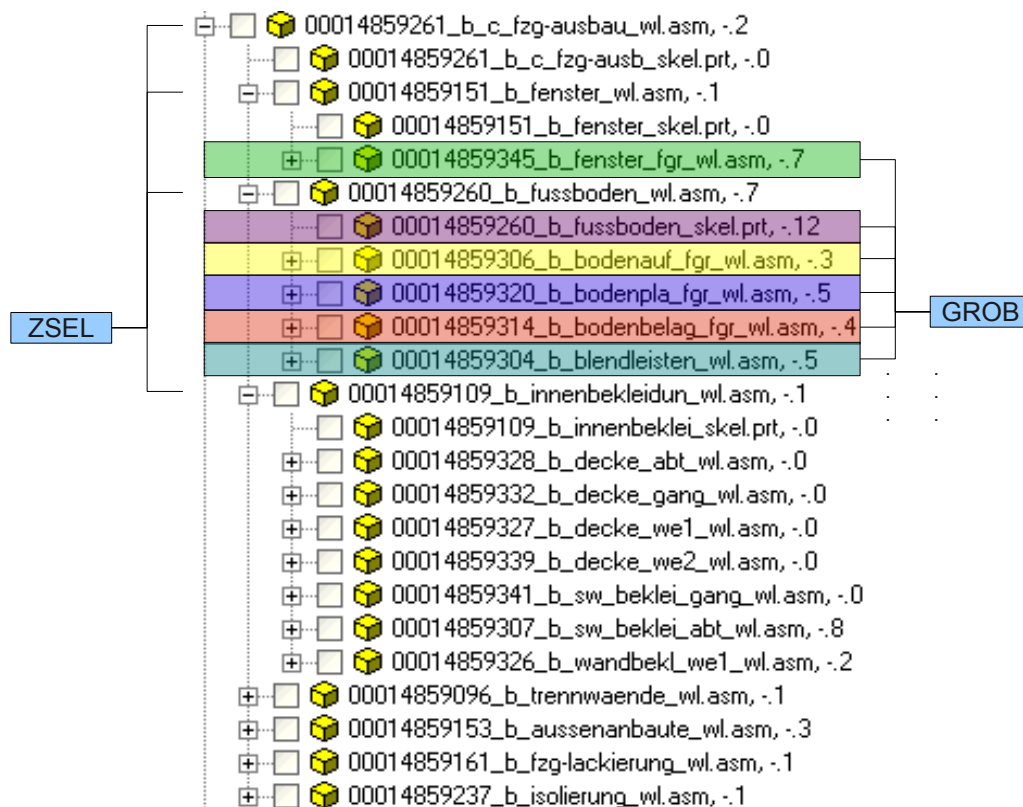 00014859261_b_c_fzg-ausbau_wl.asm, -.2
00014859261_b_c_fzg-ausb_skel.prt, -.0
00014859151_b_fenster_wl.asm, -.1
00014859151_b_fenster_skel.prt, -.0
00014859345_b_fenster_fgr_wl.asm, -.7
00014859260_b_fussboden_wl.asm, -.7
00014859260_b_fussboden_skel.prt, -.12
00014859306_b_bodenauf_fgr_wl.asm, -.3
00014859320_b_bodenpla_fgr_wl.asm, -.5
GROB
ZSEL
00014859314_b_bodenbelag_fgr_wl.asm, -.4
00014859304_b_blendleisten_wl.asm, -.5
00014859109_b_innenbekleidun_wl.asm, -.1
00014859109_b_innenbeklei_skel.prt, -.0
00014859328_b_decke_abt_wl.asm, -.0
00014859332_b_decke_gang_wl.asm, -.0
00014859327_b_decke_we1_wl.asm, -.0
00014859339_b_decke_we2_wl.asm, -.0
00014859341_b_sw_beklei_gang_wl.asm, -.0
00014859307_b_sw_beklei_abt_wl.asm, -.8
00014859326_b_wandbekl_we1_wl.asm, -.2
00014859096_b_trennwaende_wl.asm, -.1
00014859153_b_aussenanbaute_wl.asm, -.3
00014859161_b_fzg-lackierung_wl.asm, -.1
00014859237_b_isolierung_wl.asm, -.1